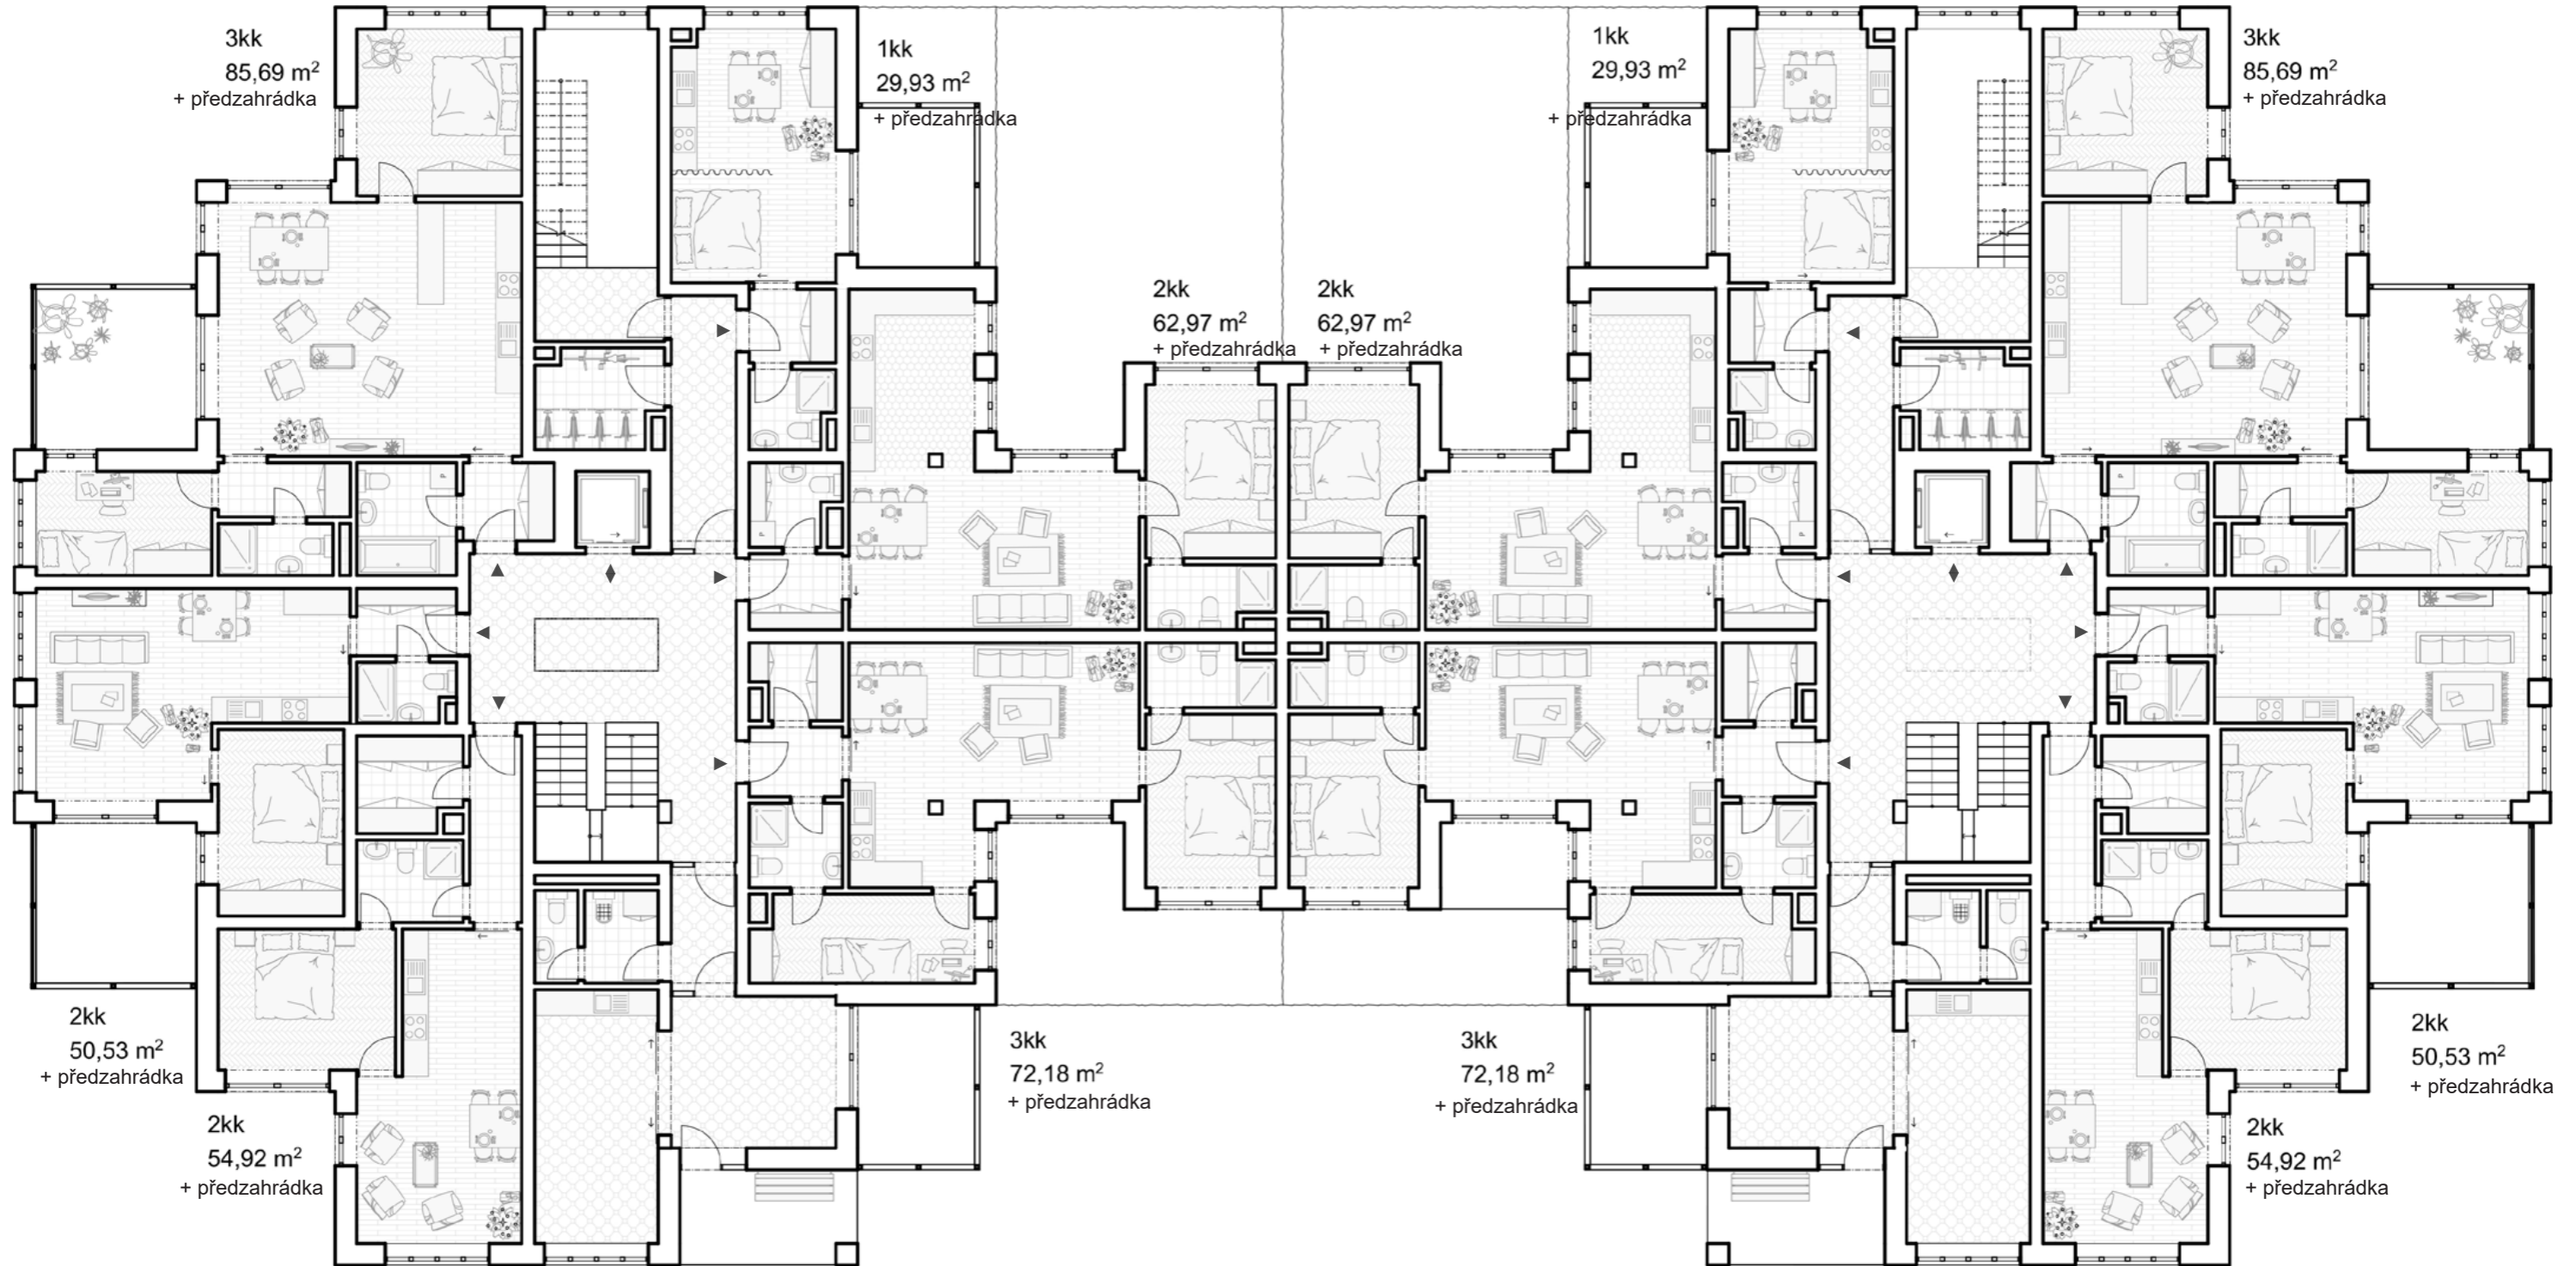 3kk
85,69 m²
+ předzahrádka
1kk
29,93 m²
+ předzahrádka
1kk
29,93 m²
+ předzahrádka
3kk
85,69 m²
+ předzahrádka
2kk
62,97 m²
+ předzahrádka
2kk
62,97 m²
+ předzahrádka
2kk
50,53 m²
+ předzahrádka
2kk
54,92 m²
+ předzahrádka
3kk
72,18 m²
+ předzahrádka
3kk
72,18 m²
+ předzahrádka
2kk
50,53 m²
+ předzahrádka
2kk
54,92 m²
+ předzahrádka